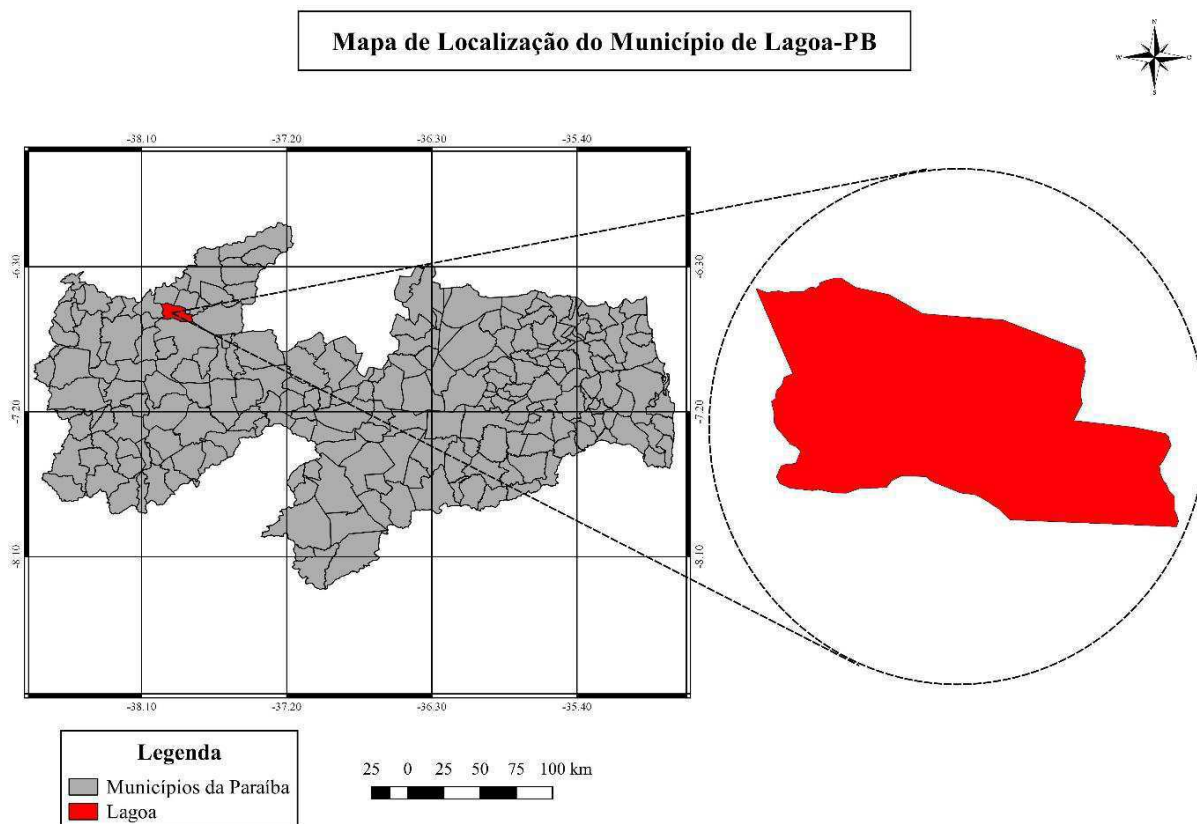 Mapa de Localização do Município de Lagoa-PB
N
W
O
S
-38.10 -37.20 -36.30 -35.40
-6.30 -6.30
-7.20 -7.20
-8.10 -8.10
-38.10 -37.20 -36.30 -35.40
Legenda
Municípios da Paraíba
Lagoa
25 0 25 50 75 100 km